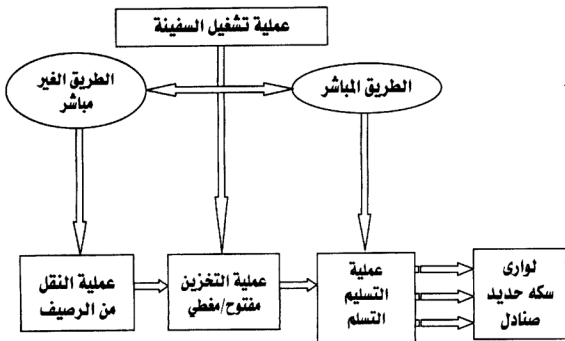 عملية تشغيل السفينة
الطريق الغير
مباشر
الطريق المباشر
عملية النقل
من الرصيف
عملية التخزين
مفتوح/مغطي
عملية
التسليم
التسلم
لوارى
سكه حديد
صنادل